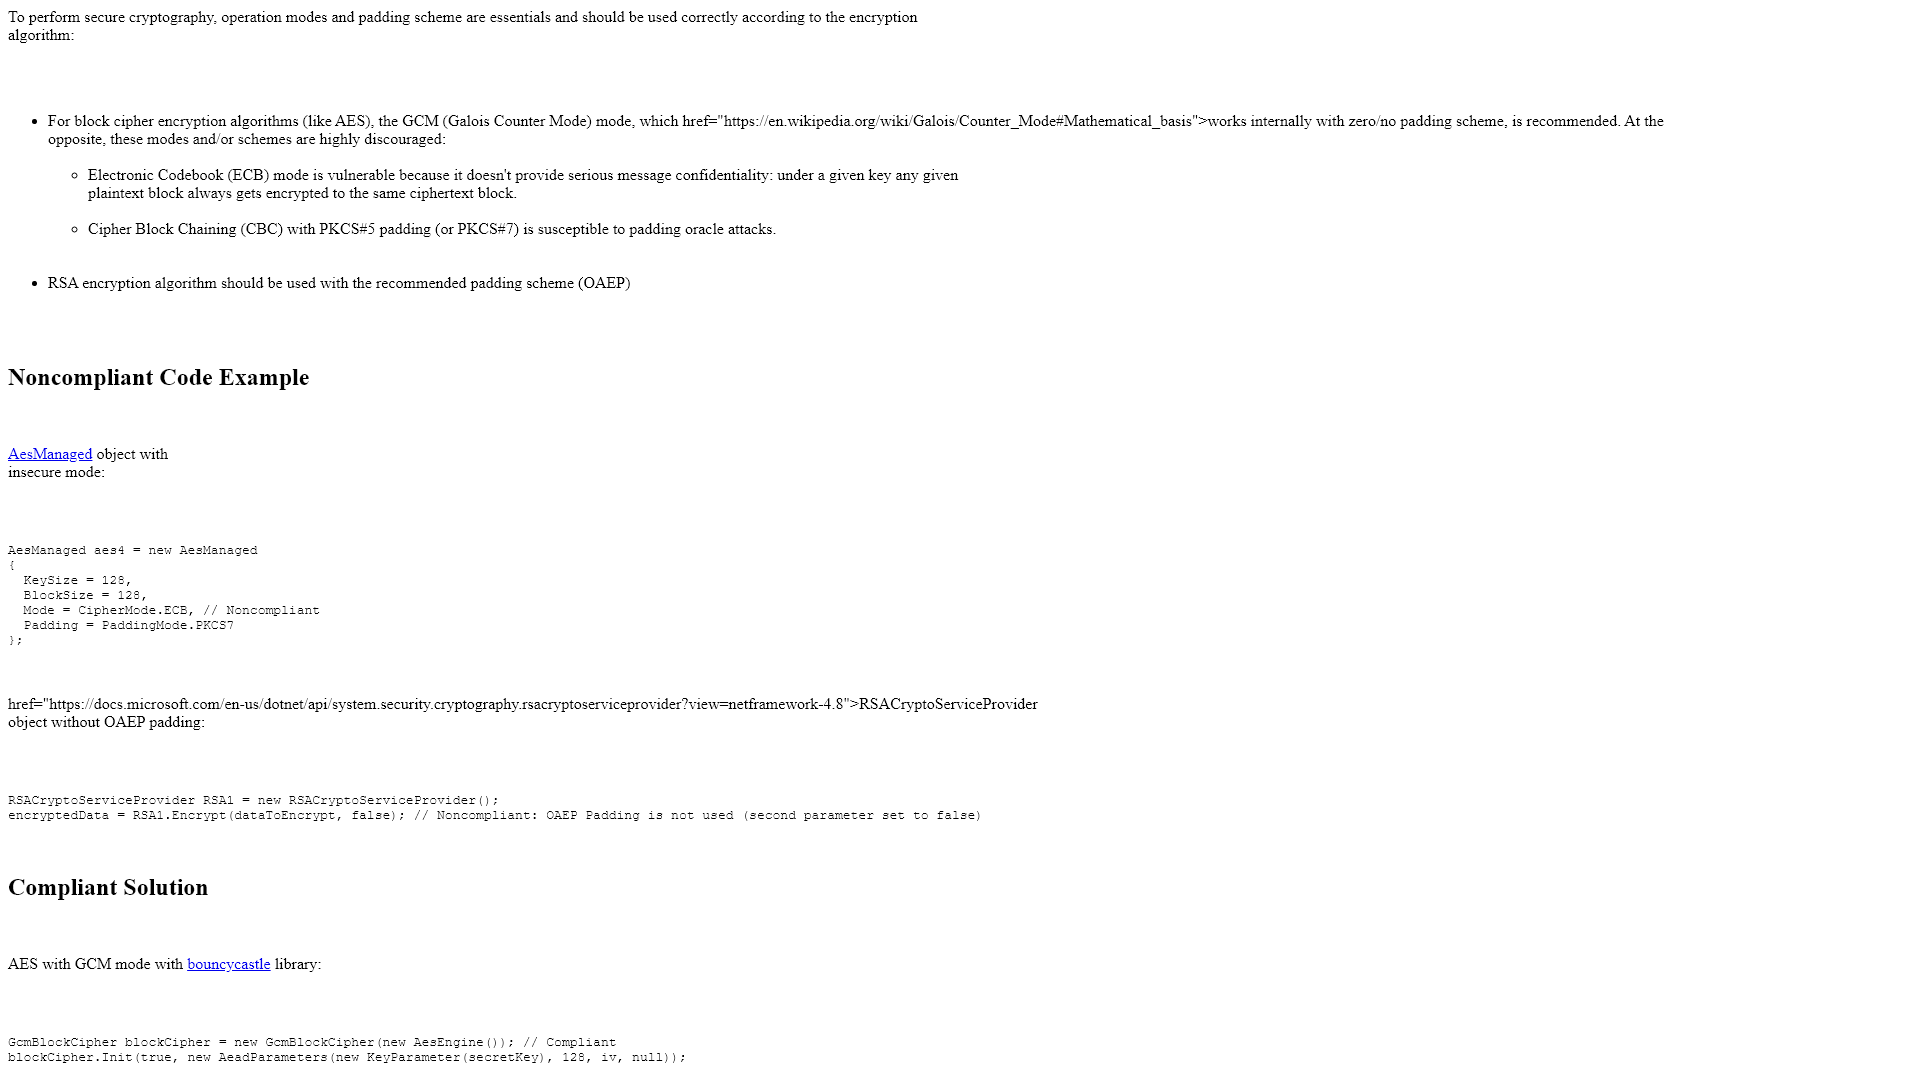 To perform secure cryptography, operation modes and padding scheme are essentials and should be used correctly according to the encryption
algorithm:
• For block cipher encryption algorithms (like AES), the GCM (Galois Counter Mode) mode, which href="https://en.wikipedia.org/wiki/Galois/Counter_Mode#Mathematical_basis">works internally with zero/no padding scheme, is recommended. At the
opposite, these modes and/or schemes are highly discouraged:
◦ Electronic Codebook (ECB) mode is vulnerable because it doesn't provide serious message confidentiality: under a given key any given
plaintext block always gets encrypted to the same ciphertext block.
◦ Cipher Block Chaining (CBC) with PKCS#5 padding (or PKCS#7) is susceptible to padding oracle attacks.
• RSA encryption algorithm should be used with the recommended padding scheme (OAEP)
Noncompliant Code Example
AesManaged object with
insecure mode:
AesManaged aes4 = new AesManaged
{
  KeySize = 128,
  BlockSize = 128,
  Mode = CipherMode.ECB, // Noncompliant
  Padding = PaddingMode.PKCS7
};
href="https://docs.microsoft.com/en-us/dotnet/api/system.security.cryptography.rsacryptoserviceprovider?view=netframework-4.8">RSACryptoServiceProvider
object without OAEP padding:
RSACryptoServiceProvider RSA1 = new RSACryptoServiceProvider();
encryptedData = RSA1.Encrypt(dataToEncrypt, false); // Noncompliant: OAEP Padding is not used (second parameter set to false)
Compliant Solution
AES with GCM mode with bouncycastle library:
GcmBlockCipher blockCipher = new GcmBlockCipher(new AesEngine()); // Compliant
blockCipher.Init(true, new AeadParameters(new KeyParameter(secretKey), 128, iv, null));